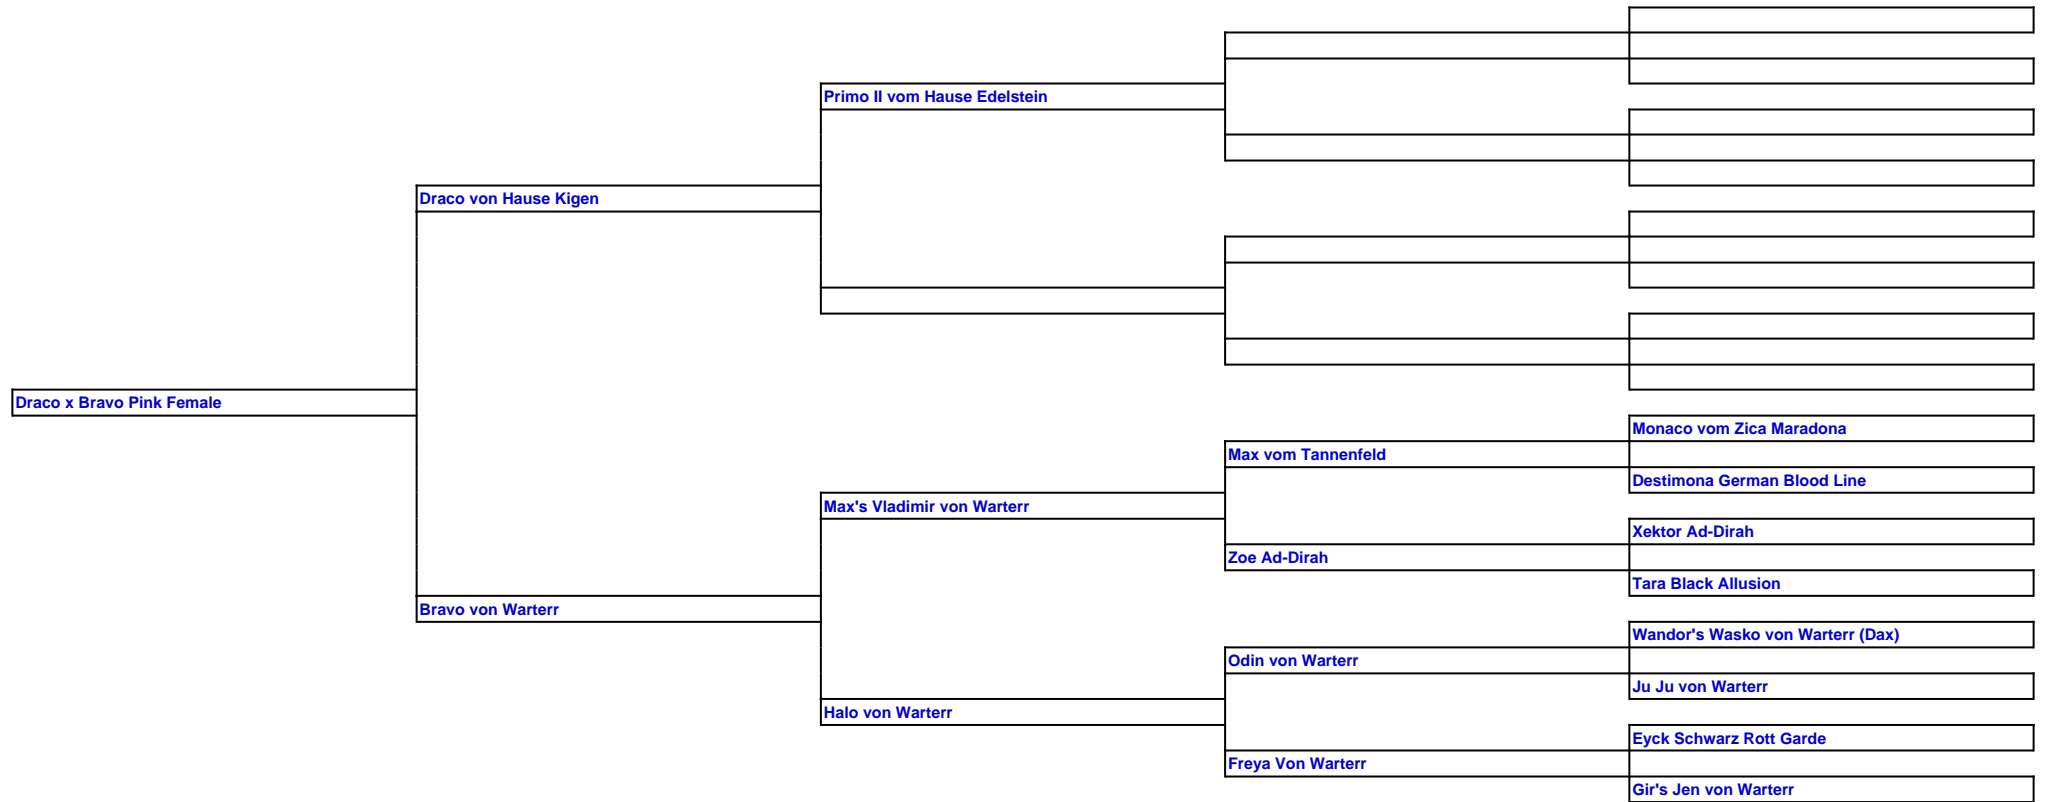 Primo II vom Hause Edelstein
Draco von Hause Kigen
Draco x Bravo Pink Female
Monaco vom Zica Maradona
Max vom Tannenfeld
Destimona German Blood Line
Max's Vladimir von Warterr
Xektor Ad-Dirah
Zoe Ad-Dirah
Tara Black Allusion
Bravo von Warterr
Wandor's Wasko von Warterr (Dax)
Odin von Warterr
Ju Ju von Warterr
Halo von Warterr
Eyck Schwarz Rott Garde
Freya Von Warterr
Gir's Jen von Warterr